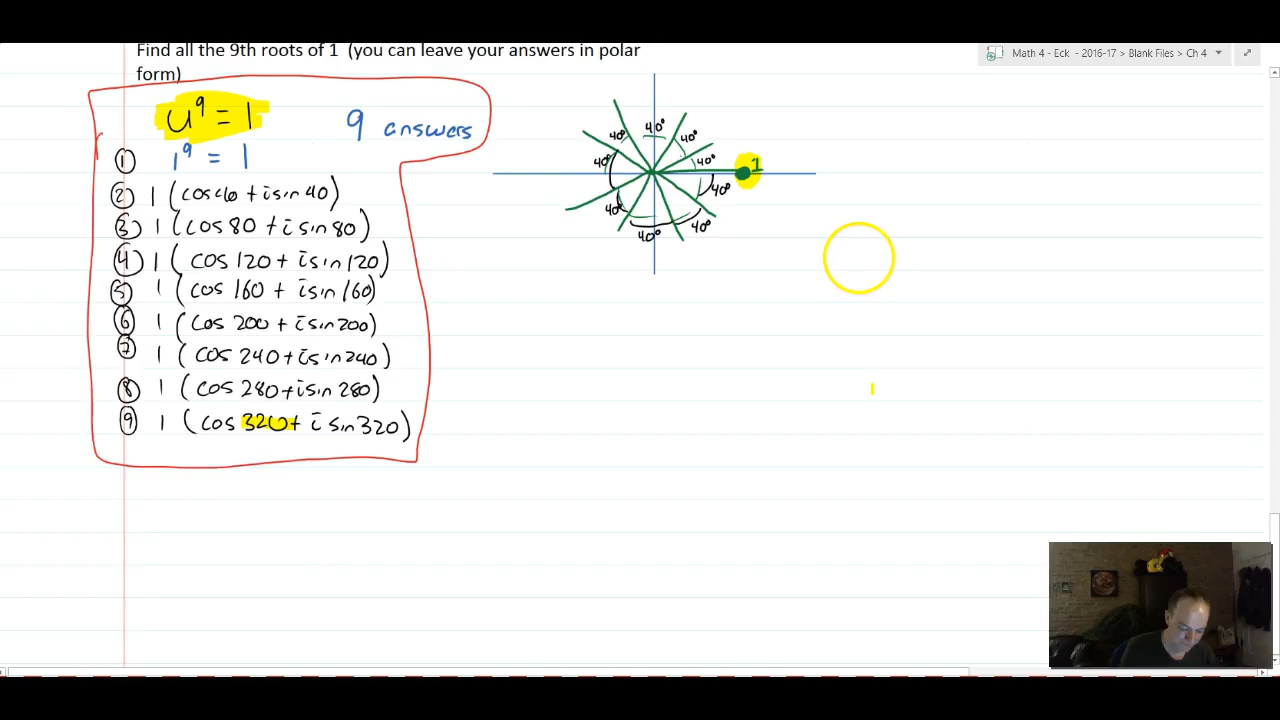 Find all the 9th roots of 1 (you can leave your answers in polar
form)
Math 4 - Eck - 2016-17 > Blank Files > Ch 4
u⁹ = 1
9 answers
① 1⁹ = 1
② 1 (cos 40 + i sin 40)
③ 1 (cos 80 + i sin 80)
④ 1 (cos 120 + i sin 120)
⑤ 1 (cos 160 + i sin 160)
⑥ 1 (cos 200 + i sin 200)
⑦ 1 (cos 240 + i sin 240)
⑧ 1 (cos 280 + i sin 280)
⑨ 1 (cos 320 + i sin 320)
40°
40° 40°
40° 40° 1
40° 40°
40° 40°